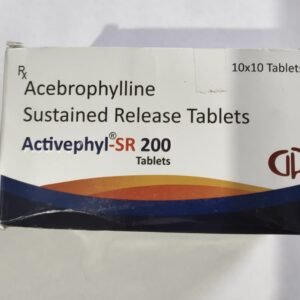 Rx
10x10 Tablets
Acebrophylline
Sustained Release Tablets
Activephyl®-SR 200
Tablets